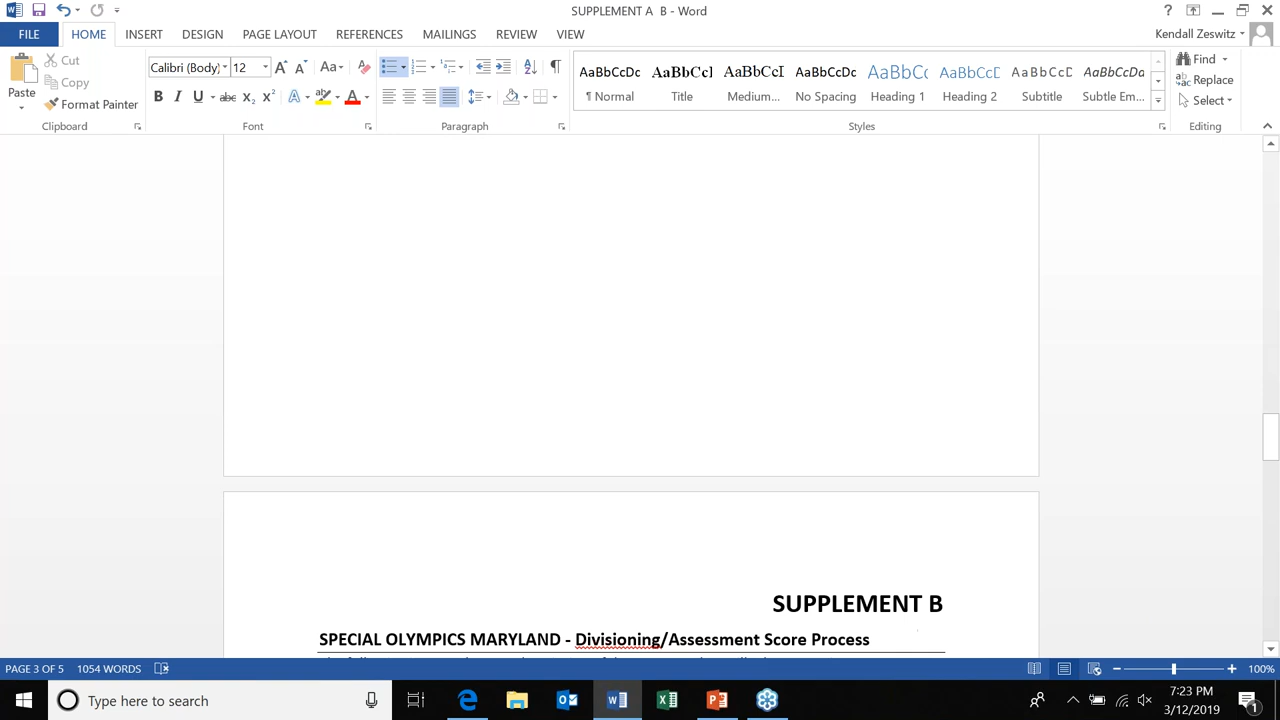 SUPPLEMENT A  B - Word
FILE HOME INSERT DESIGN PAGE LAYOUT REFERENCES MAILINGS REVIEW VIEW Kendall Zeswitz
Paste
Cut
Copy
Format Painter
Clipboard
Calibri (Body) 12
Font
Paragraph
AaBbCcDc AaBbCc] AaBbCcI AaBbCcDc AaBbC( AaBbCcC AaBbCcD AaBbCcDa
¶ Normal Title Medium... No Spacing Heading 1 Heading 2 Subtitle Subtle Em...
Styles
Find
Replace
Select
Editing
SUPPLEMENT B
SPECIAL OLYMPICS MARYLAND - Divisioning/Assessment Score Process
PAGE 3 OF 5 1054 WORDS 100%
Type here to search
7:23 PM
3/12/2019